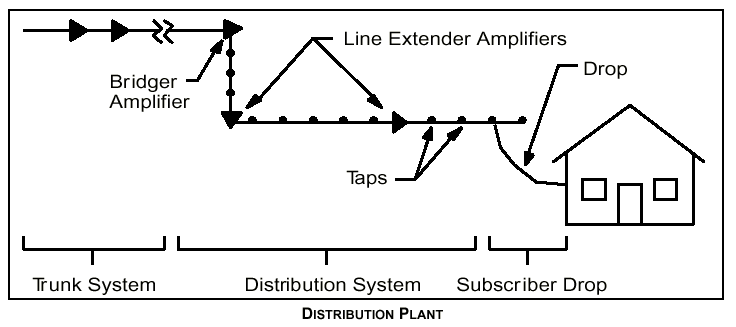 Line Extender Amplifiers
Drop
Bridger
Amplifier
Taps
Trunk System
Distribution System
Subscriber Drop
DISTRIBUTION PLANT